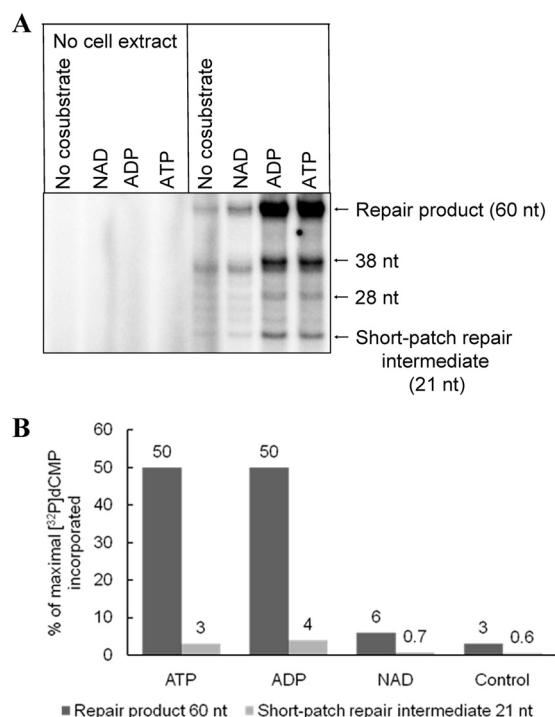 A
No cell extract
No cosubstrate
NAD
ADP
ATP
No cosubstrate
NAD
ADP
ATP
← Repair product (60 nt)
← 38 nt
← 28 nt
← Short-patch repair
intermediate
(21 nt)
B
% of maximal [³²P]dCMP
incorporated
60
50
40
30
20
10
0
50
3
50
4
6
0.7
3
0.6
ATP
ADP
NAD
Control
Repair product 60 nt
Short-patch repair intermediate 21 nt